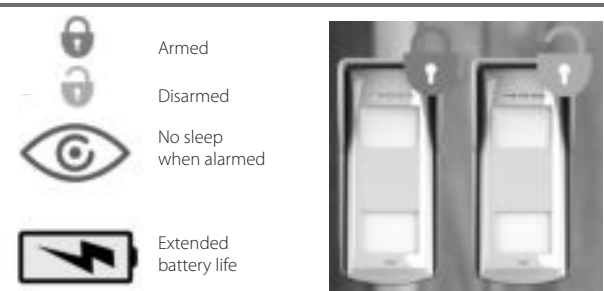 Armed
Disarmed
No sleep
when alarmed
Extended
battery life